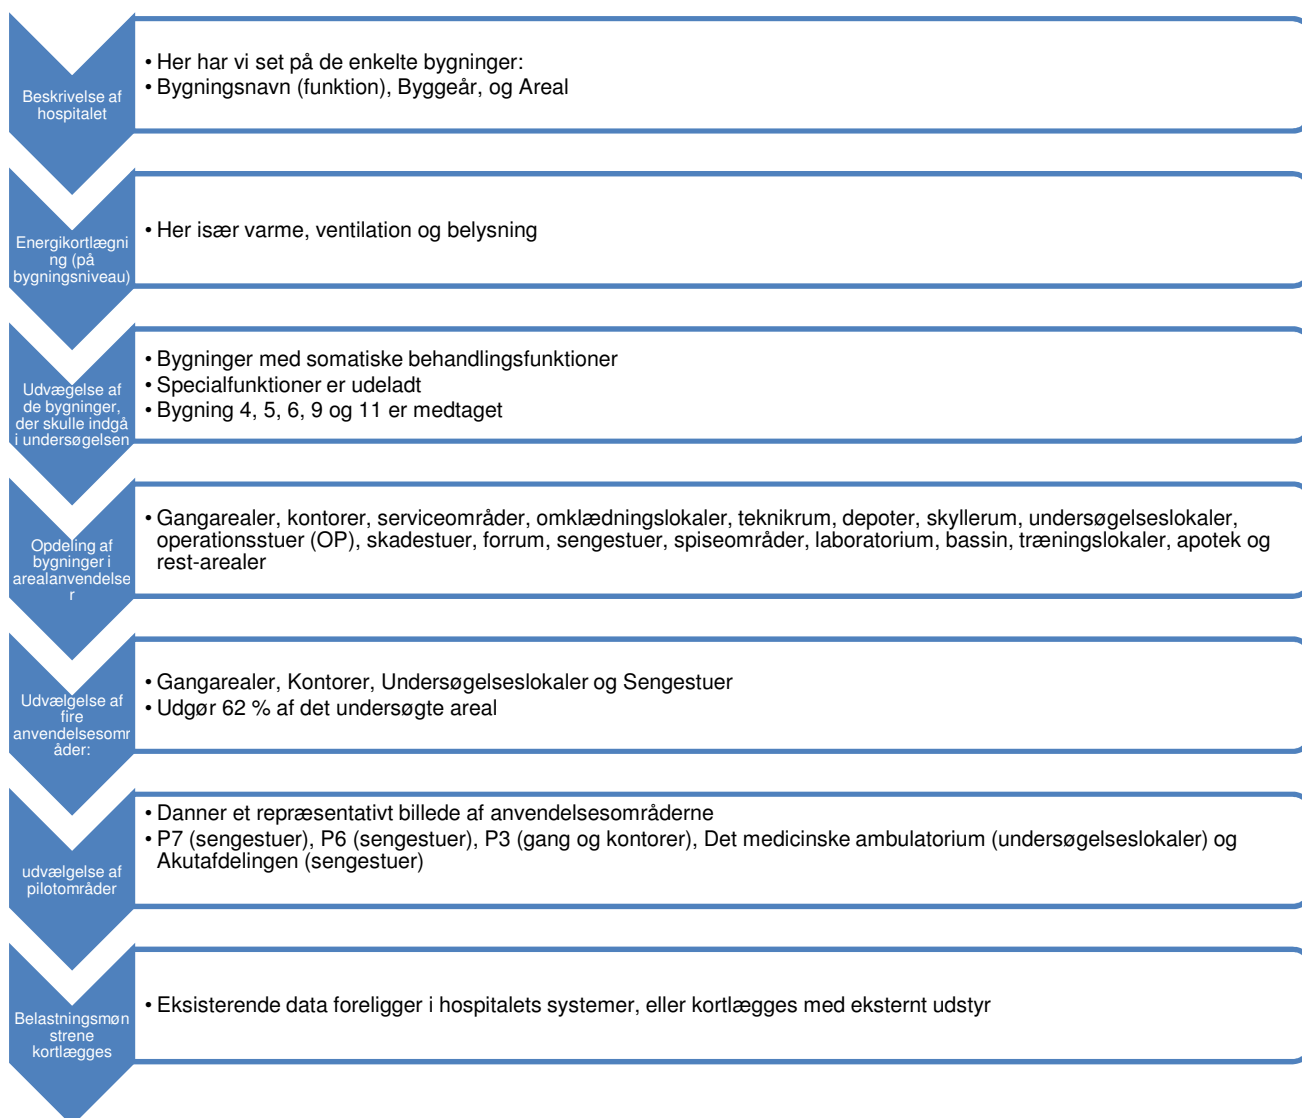 Beskrivelse af
hospitalet
• Her har vi set på de enkelte bygninger:
• Bygningsnavn (funktion), Byggeår, og Areal
Energikortlægni
ng (på
bygningsniveau)
• Her især varme, ventilation og belysning
Udvægelse af
de bygninger,
der skulle indgå
i undersøgelsen
• Bygninger med somatiske behandlingsfunktioner
• Specialfunktioner er udeladt
• Bygning 4, 5, 6, 9 og 11 er medtaget
Opdeling af
bygninger i
arealanvendelse
r
• Gangarealer, kontorer, serviceområder, omklædningslokaler, teknikrum, depoter, skyllerum, undersøgelseslokaler,
operationsstuer (OP), skadestuer, forrum, sengestuer, spiseområder, laboratorium, bassin, træningslokaler, apotek og
rest-arealer
Udvælgelse af
fire
anvendelsesomr
åder:
• Gangarealer, Kontorer, Undersøgelseslokaler og Sengestuer
• Udgør 62 % af det undersøgte areal
udvælgelse af
pilotområder
• Danner et repræsentativt billede af anvendelsesområderne
• P7 (sengestuer), P6 (sengestuer), P3 (gang og kontorer), Det medicinske ambulatorium (undersøgelseslokaler) og
Akutafdelingen (sengestuer)
Belastningsmøn
strene
kortlægges
• Eksisterende data foreligger i hospitalets systemer, eller kortlægges med eksternt udstyr